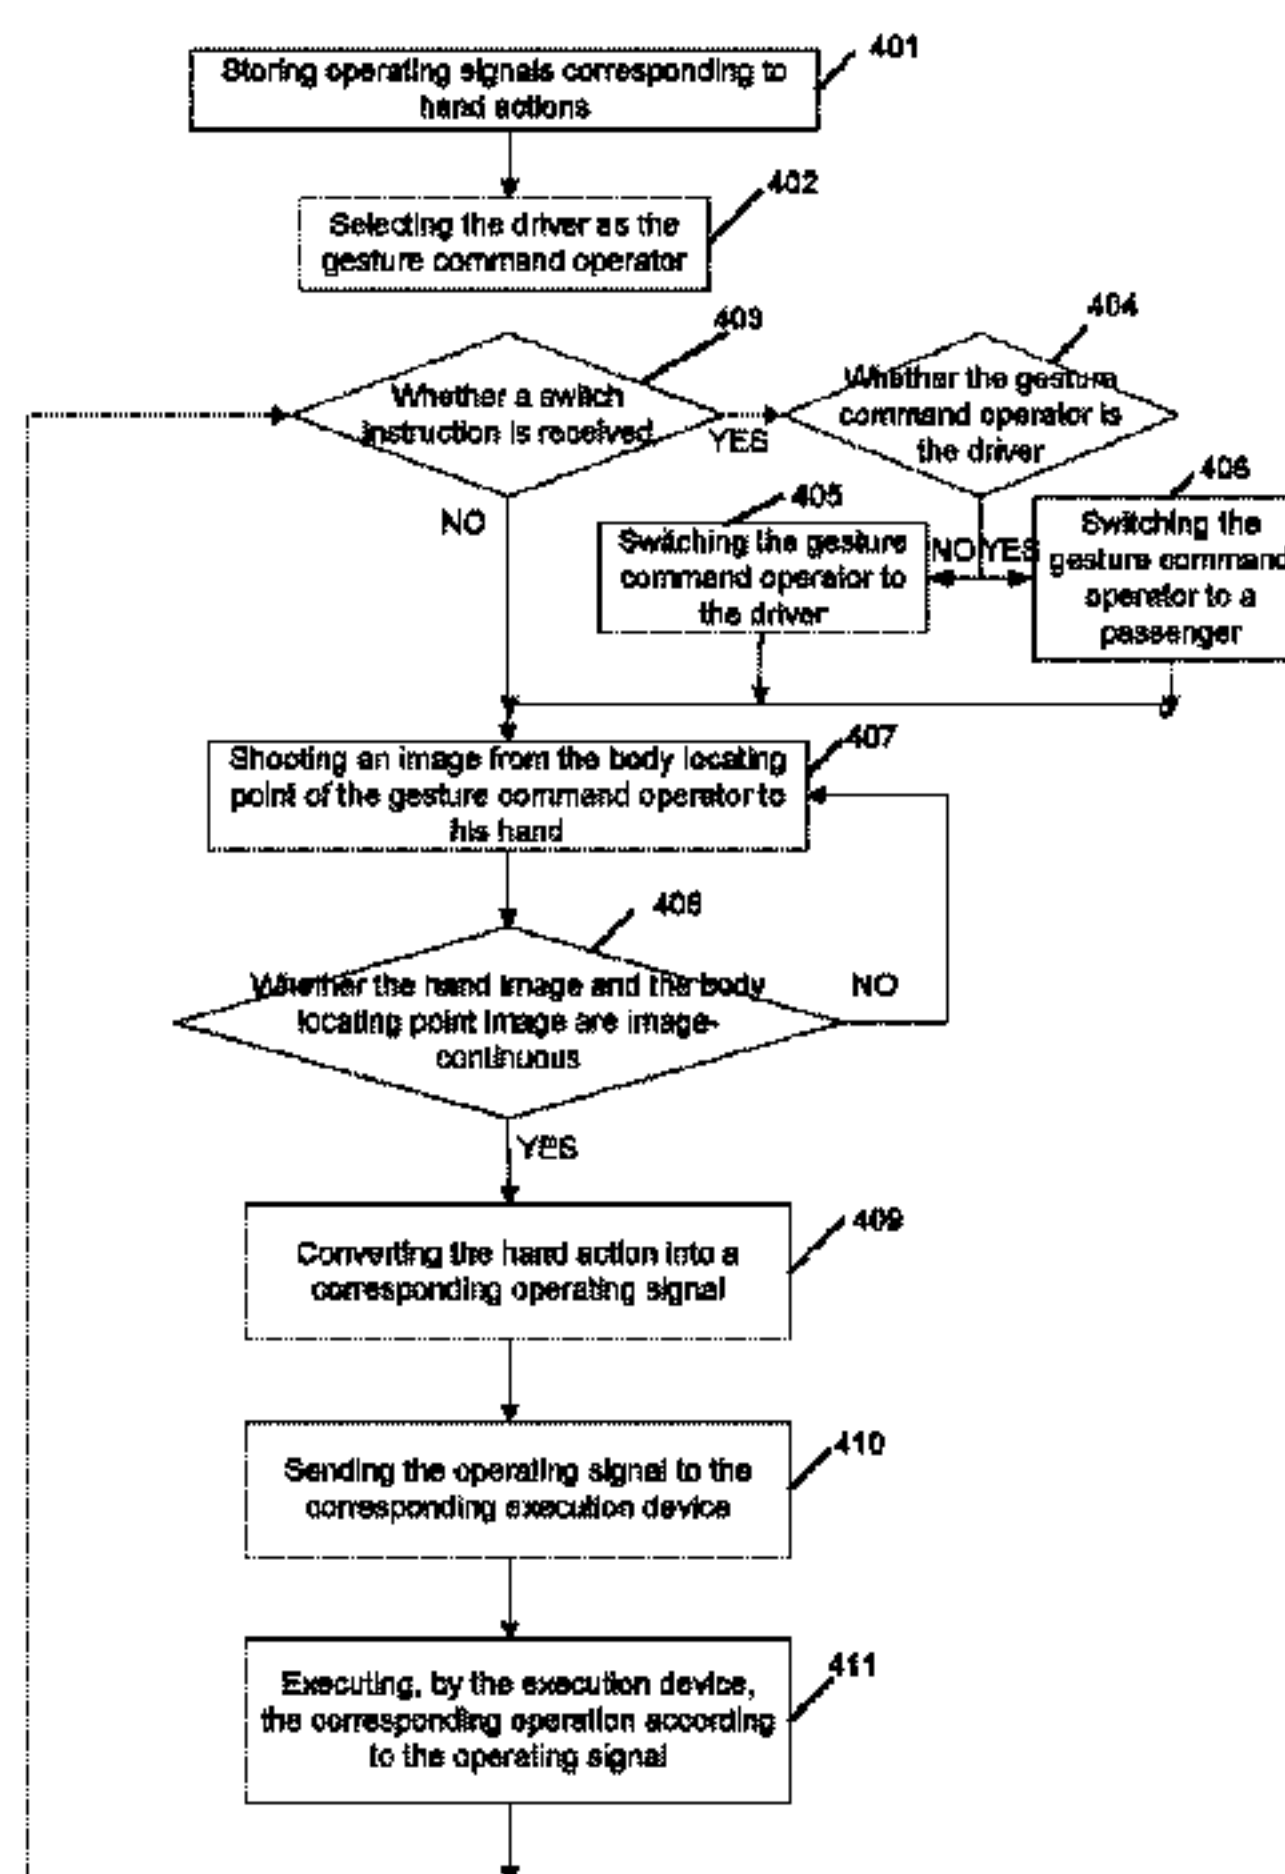 401
Storing operating signals corresponding to
hand actions
402
Selecting the driver as the
gesture command operator
403
Whether a switch
instruction is received
YES
NO
404
Whether the gesture
command operator is
the driver
NO
YES
405
Switching the gesture
command operator to
the driver
406
Switching the
gesture command
operator to a
passenger
407
Shooting an image from the body locating
point of the gesture command operator to
his hand
408
Whether the hand image and the body
locating point image are image-
continuous
NO
YES
409
Converting the hand action into a
corresponding operating signal
410
Sending the operating signal to the
corresponding execution device
411
Executing, by the execution device,
the corresponding operation according
to the operating signal